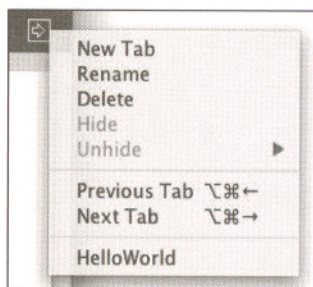 New Tab
Rename
Delete
Hide
Unhide
Previous Tab ⌥⌘←
Next Tab ⌥⌘→
HelloWorld